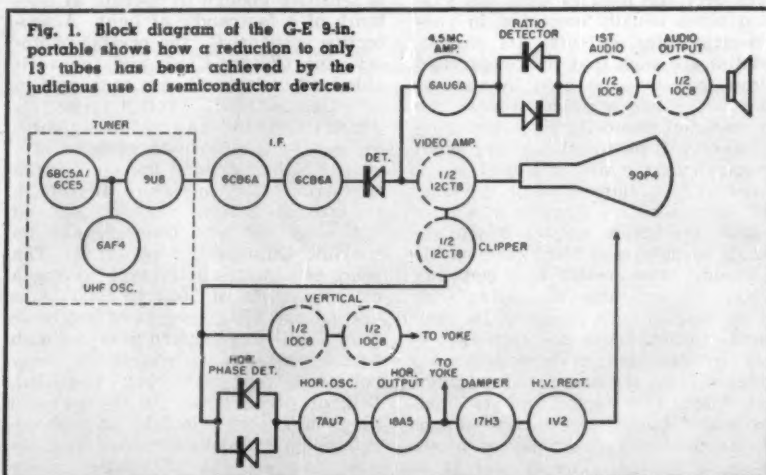 Fig. 1. Block diagram of the G-E 9-in.
portable shows how a reduction to only
13 tubes has been achieved by the
judicious use of semiconductor devices.
TUNER
6BC5A/
6CE5
9U8
6AF4
UHF OSC.
I.F.
6CB6A
6CB6A
DET.
4.5 MC.
AMP.
6AU6A
RATIO
DETECTOR
1ST
AUDIO
1/2
10C8
AUDIO
OUTPUT
1/2
10C8
VIDEO AMP.
1/2
12CT8
9QP4
1/2
12CT8
CLIPPER
VERTICAL
1/2
10C8
1/2
10C8
TO YOKE
HOR.
PHASE DET.
HOR. OSC.
7AU7
HOR.
OUTPUT
18A5
TO
YOKE
DAMPER
17H3
H.V. RECT.
1V2